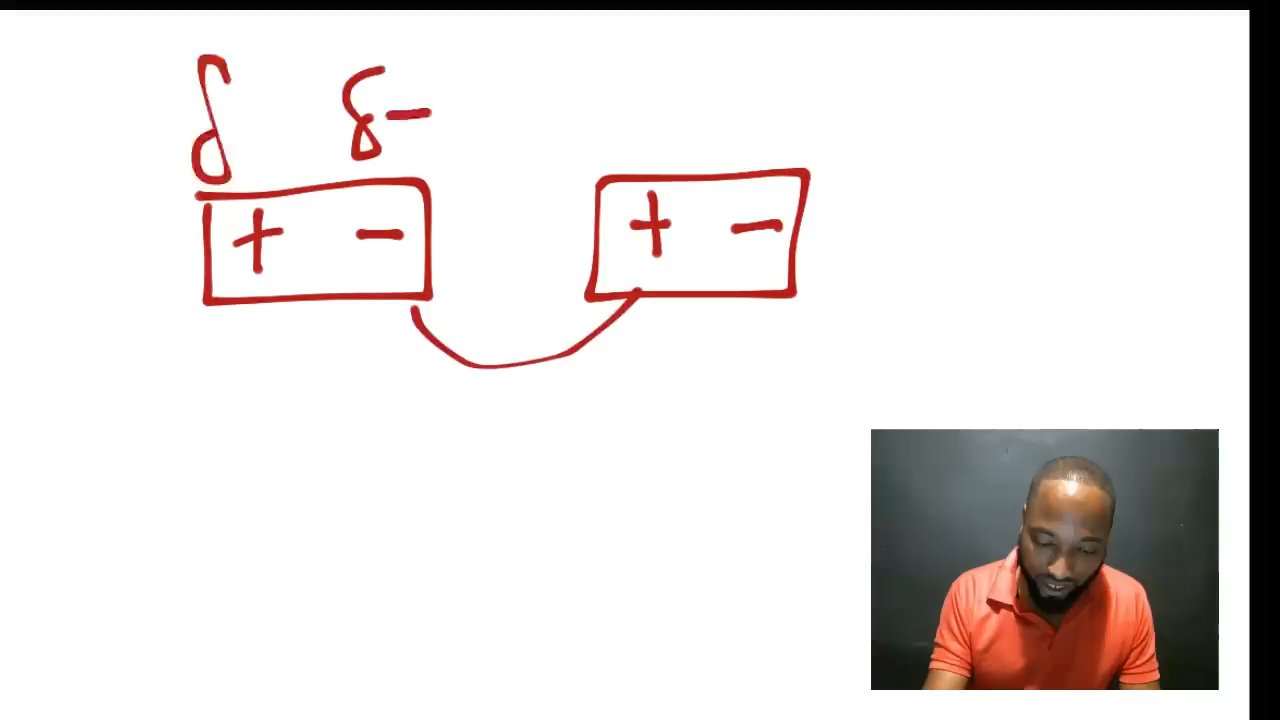 δ δ-
+ - + -